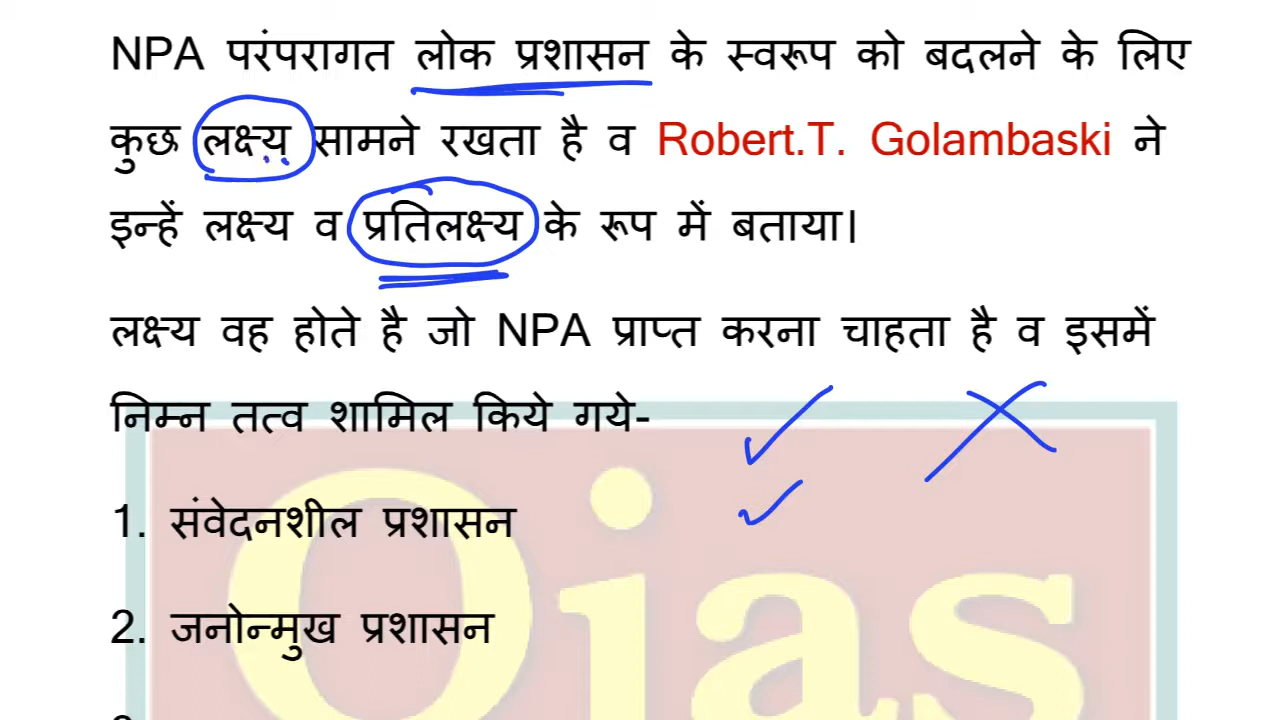 NPA परंपरागत लोक प्रशासन के स्वरूप को बदलने के लिए
कुछ लक्ष्य सामने रखता है व Robert.T. Golambaski ने
इन्हें लक्ष्य व प्रतिलक्ष्य के रूप में बताया।
लक्ष्य वह होते है जो NPA प्राप्त करना चाहता है व इसमें
निम्न तत्व शामिल किये गये-
1. संवेदनशील प्रशासन
2. जनोन्मुख प्रशासन
Ojas